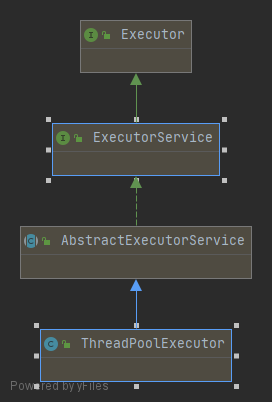 Executor
ExecutorService
AbstractExecutorService
ThreadPoolExecutor
Powered by yFiles